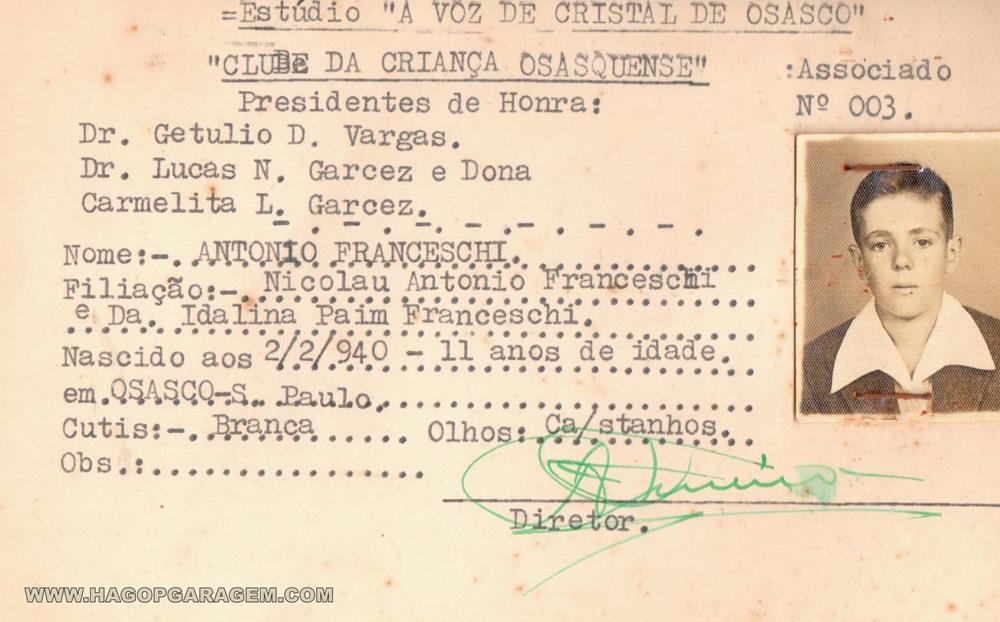 =Estúdio "A VOZ DE CRISTAL DE OSASCO"
"CLUBE DA CRIANÇA OSASQUENSE"
:Associado
Nº 003.
Presidentes de Honra:
Dr. Getulio D. Vargas.
Dr. Lucas N. Garcez e Dona
Carmelita L. Garcez.
Nome:-. ANTONIO FRANCESCHI.
Filiação:-. Nicolau Antonio Franceschi
e Da. Idalina Paim Franceschi.
Nascido aos 2/2/940 - 11 anos de idade.
em.OSASCO-S. Paulo.
Cutis:-. Branca Olhos: Ca/stanhos.
Obs.:
Diretor.
WWW.HAGOPGARAGEM.COM